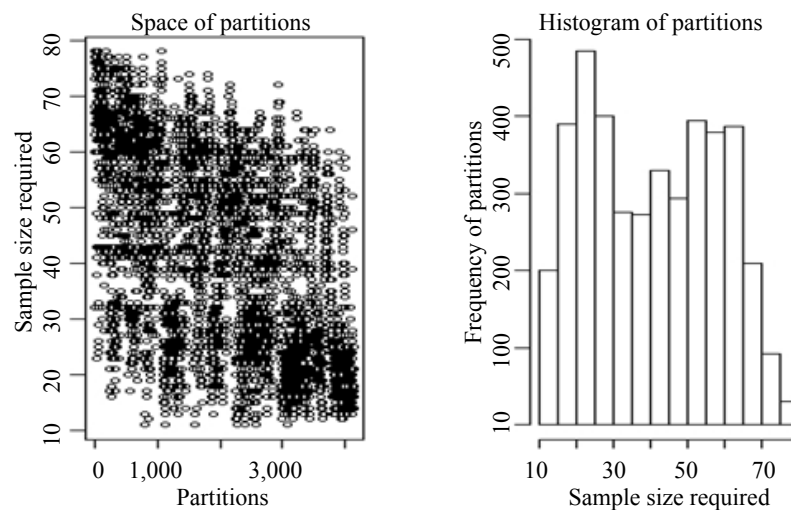 Space of partitions
Sample size required
80
70
60
50
40
30
20
10
0 1,000 3,000
Partitions
Histogram of partitions
Frequency of partitions
500
400
300
200
100
10
10 30 50 70
Sample size required